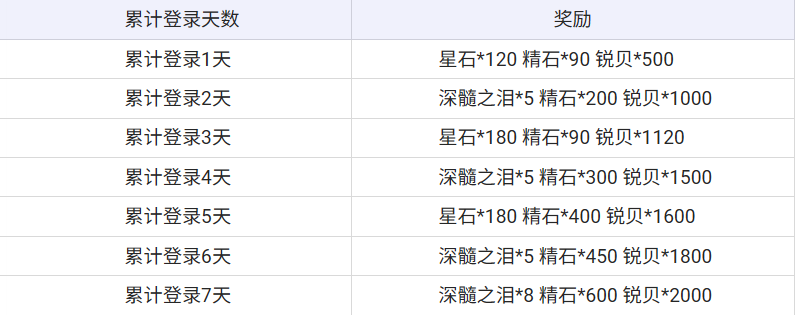 累计登录天数 奖励
累计登录1天 星石*120 精石*90 锐贝*500
累计登录2天 深髓之泪*5 精石*200 锐贝*1000
累计登录3天 星石*180 精石*90 锐贝*1120
累计登录4天 深髓之泪*5 精石*300 锐贝*1500
累计登录5天 星石*180 精石*400 锐贝*1600
累计登录6天 深髓之泪*5 精石*450 锐贝*1800
累计登录7天 深髓之泪*8 精石*600 锐贝*2000